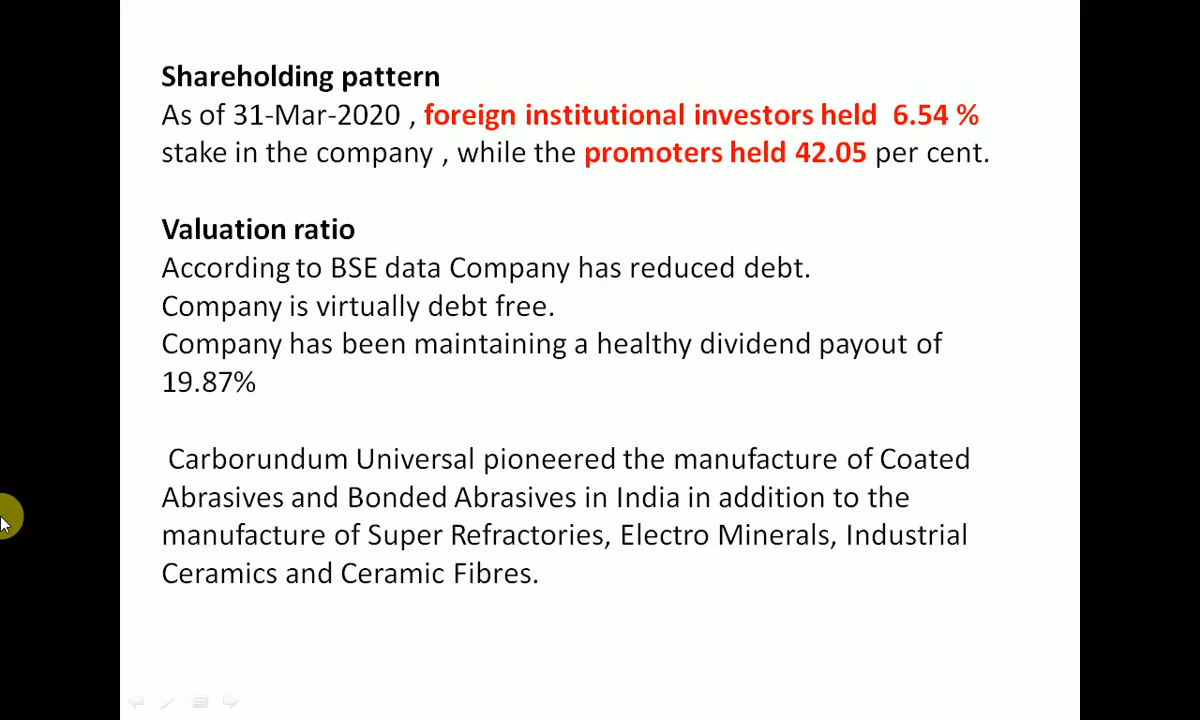 Shareholding pattern
As of 31-Mar-2020 , foreign institutional investors held  6.54 %
stake in the company , while the promoters held 42.05 per cent.
Valuation ratio
According to BSE data Company has reduced debt.
Company is virtually debt free.
Company has been maintaining a healthy dividend payout of
19.87%
Carborundum Universal pioneered the manufacture of Coated
Abrasives and Bonded Abrasives in India in addition to the
manufacture of Super Refractories, Electro Minerals, Industrial
Ceramics and Ceramic Fibres.